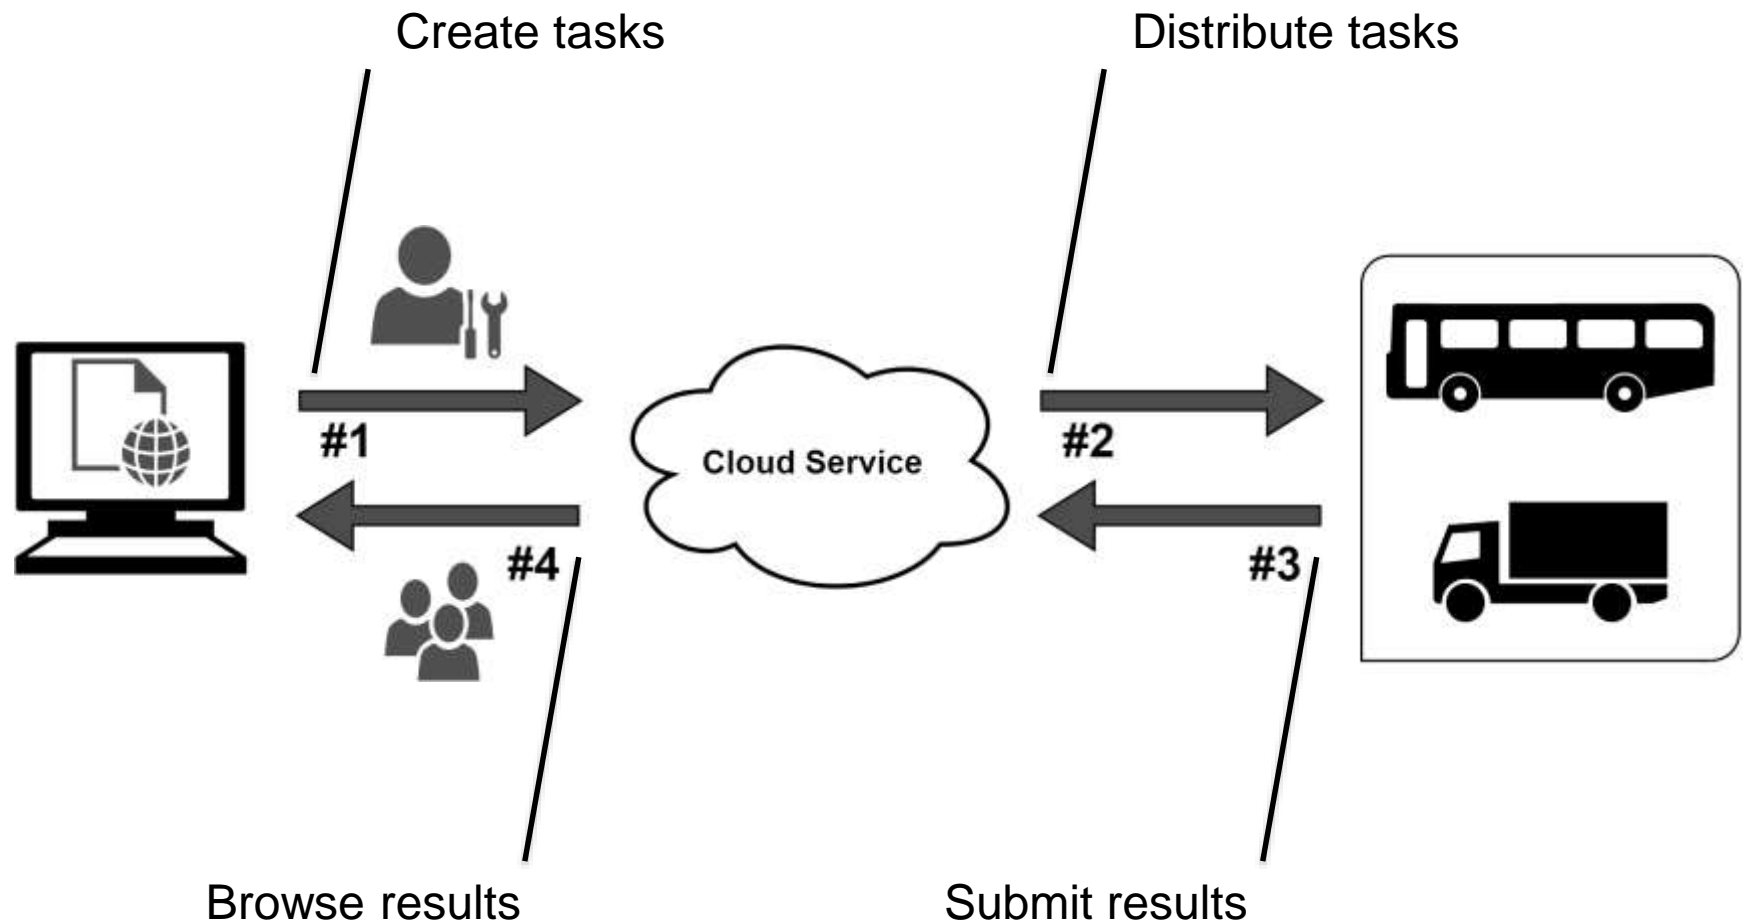 Create tasks
Distribute tasks
#1
#2
Cloud Service
#4
#3
Browse results
Submit results